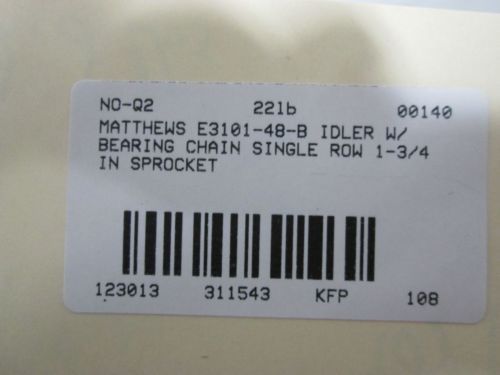 NO-Q2 22lb 00140
MATTHEWS E3101-48-B IDLER W/
BEARING CHAIN SINGLE ROW 1-3/4
IN SPROCKET
123013 311543 KFP 108